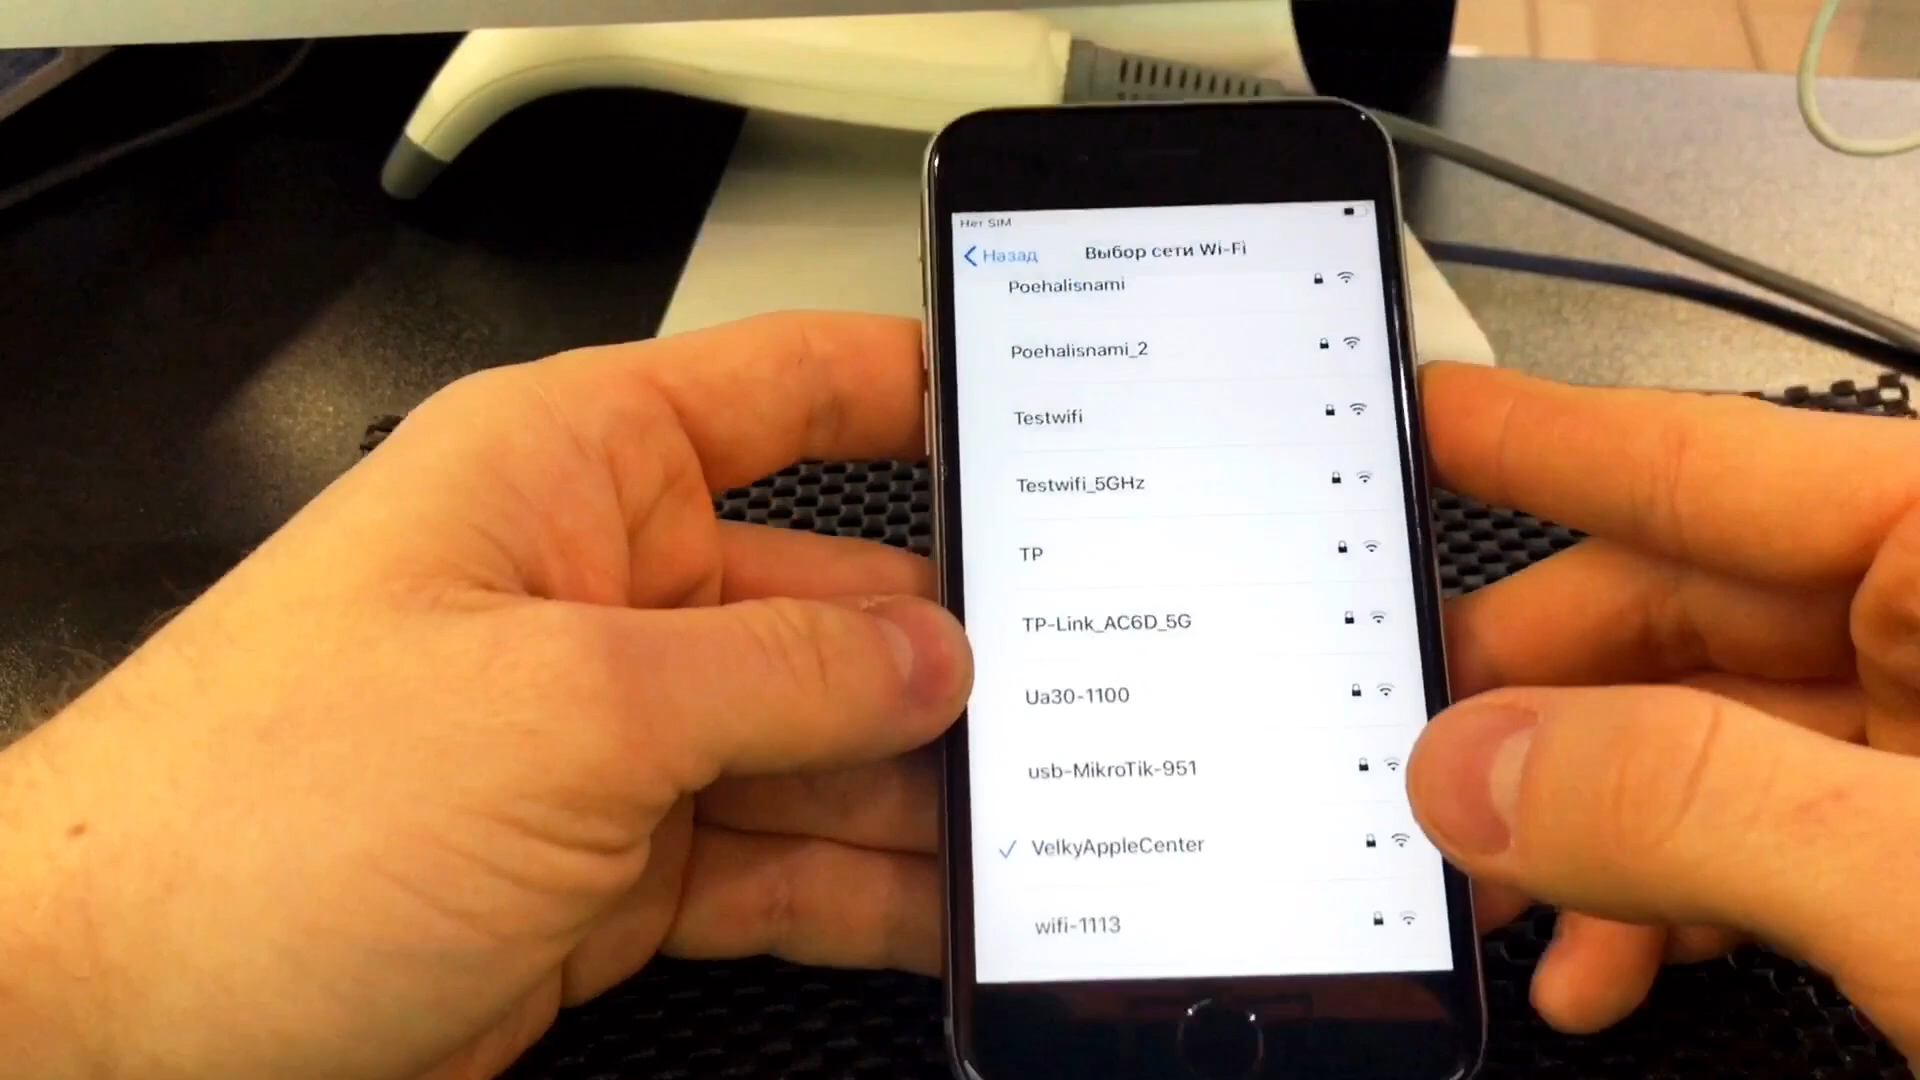 Нет SIM
Назад
Выбор сети Wi-Fi
Poehalisnami
Poehalisnami_2
Testwifi
Testwifi_5GHz
TP
TP-Link_AC6D_5G
Ua30-1100
usb-MikroTik-951
VelkyAppleCenter
wifi-1113